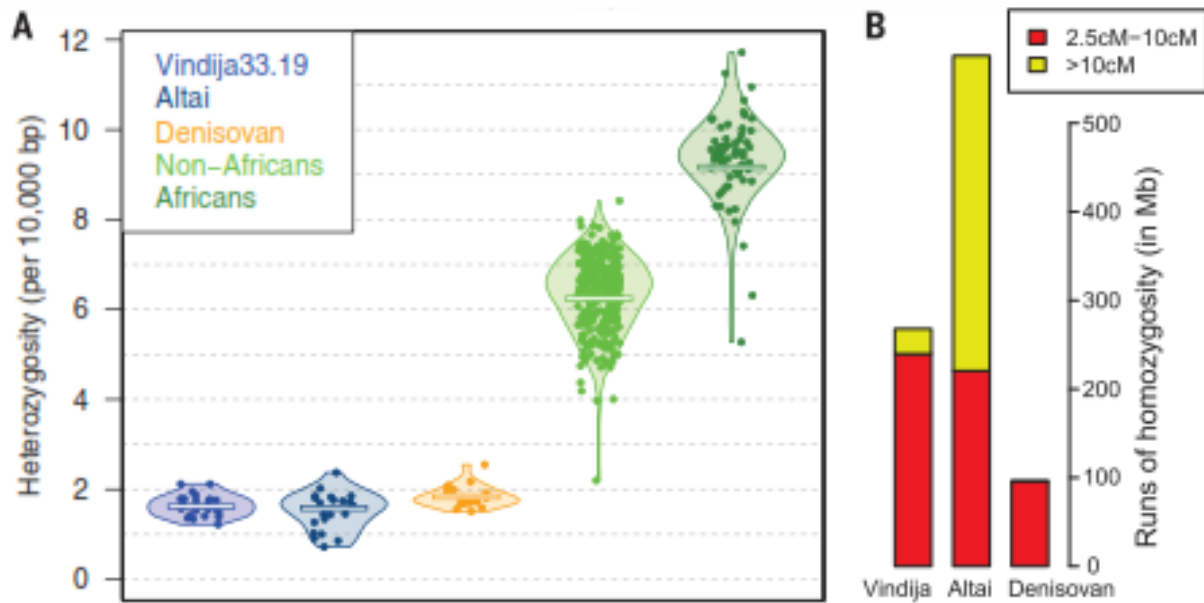 A
Heterozygosity (per 10,000 bp)
12
10
8
6
4
2
0
Vindija33.19
Altai
Denisovan
Non-Africans
Africans
B
2.5cM-10cM
>10cM
500
400
300
200
100
0
Runs of homozygosity (in Mb)
Vindija Altai Denisovan